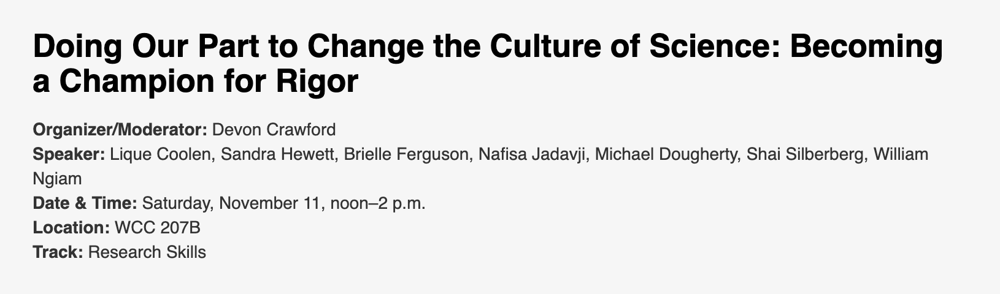 Doing Our Part to Change the Culture of Science: Becoming
a Champion for Rigor
Organizer/Moderator: Devon Crawford
Speaker: Lique Coolen, Sandra Hewett, Brielle Ferguson, Nafisa Jadavji, Michael Dougherty, Shai Silberberg, William
Ngiam
Date & Time: Saturday, November 11, noon–2 p.m.
Location: WCC 207B
Track: Research Skills